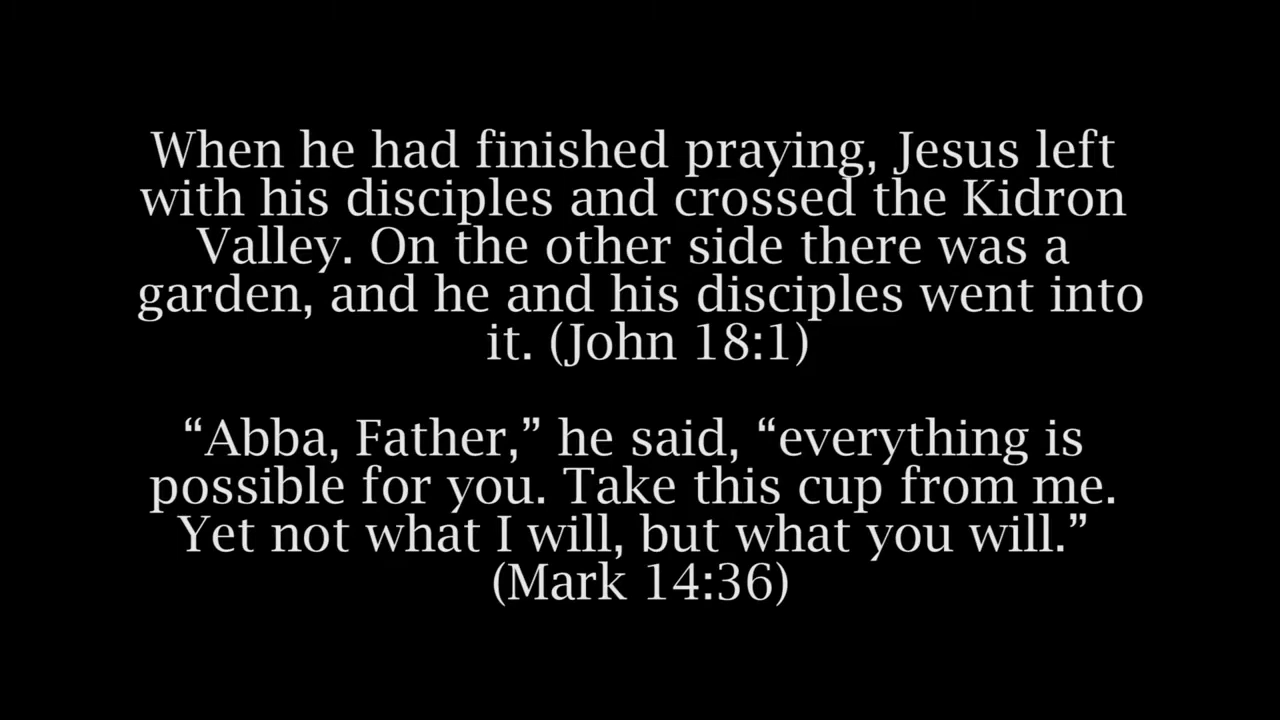 When he had finished praying, Jesus left
with his disciples and crossed the Kidron
Valley. On the other side there was a
garden, and he and his disciples went into
it. (John 18:1)
“Abba, Father,” he said, “everything is
possible for you. Take this cup from me.
Yet not what I will, but what you will.”
(Mark 14:36)